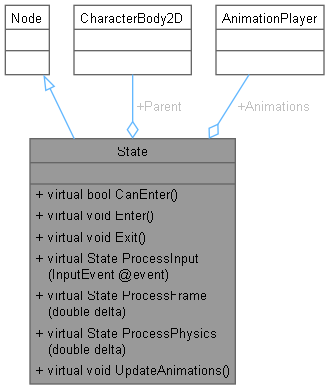 Node
CharacterBody2D
AnimationPlayer
+Parent
+Animations
State
+ virtual bool CanEnter()
+ virtual void Enter()
+ virtual void Exit()
+ virtual State ProcessInput
(InputEvent @event)
+ virtual State ProcessFrame
(double delta)
+ virtual State ProcessPhysics
(double delta)
+ virtual void UpdateAnimations()